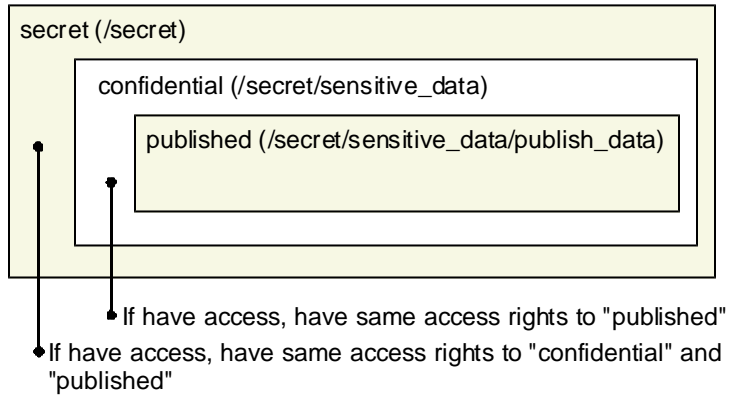 secret (/secret)
confidential (/secret/sensitive_data)
published (/secret/sensitive_data/publish_data)
If have access, have same access rights to "published"
If have access, have same access rights to "confidential" and
"published"